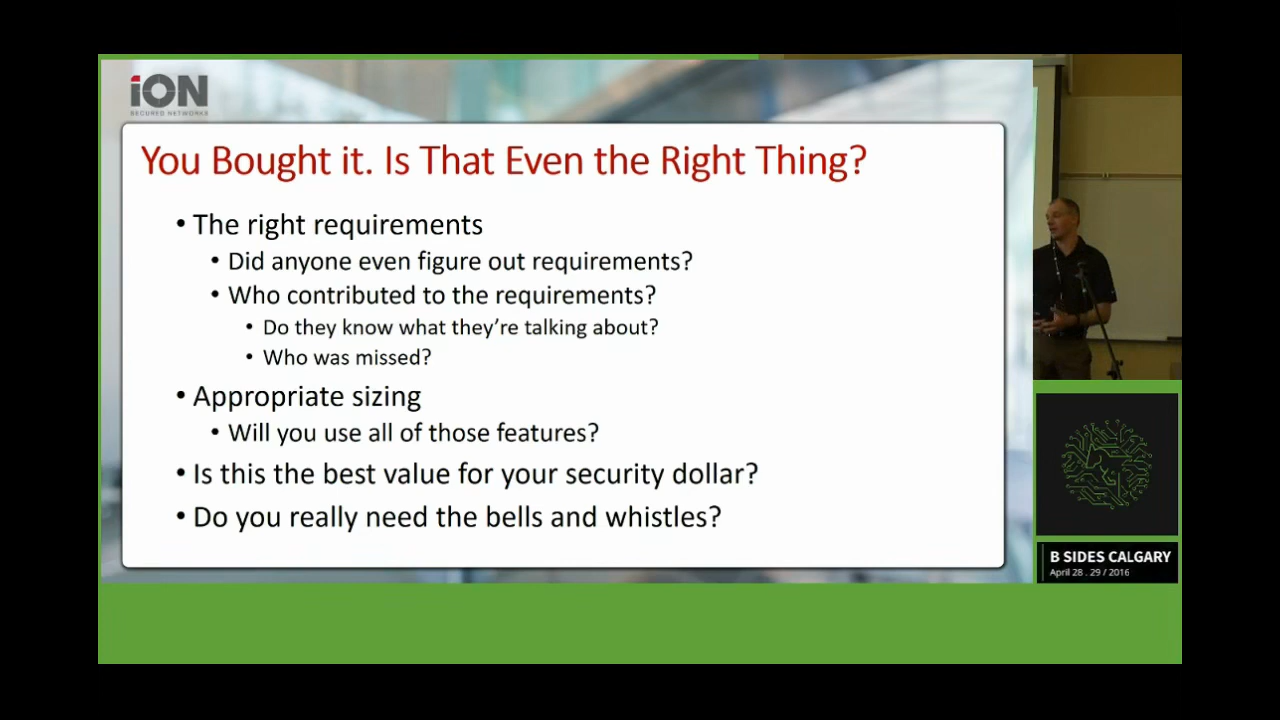 iON
SECURED NETWORKS
You Bought it. Is That Even the Right Thing?
• The right requirements
• Did anyone even figure out requirements?
• Who contributed to the requirements?
• Do they know what they're talking about?
• Who was missed?
• Appropriate sizing
• Will you use all of those features?
• Is this the best value for your security dollar?
• Do you really need the bells and whistles?
B SIDES CALGARY
April 28 . 29 / 2016